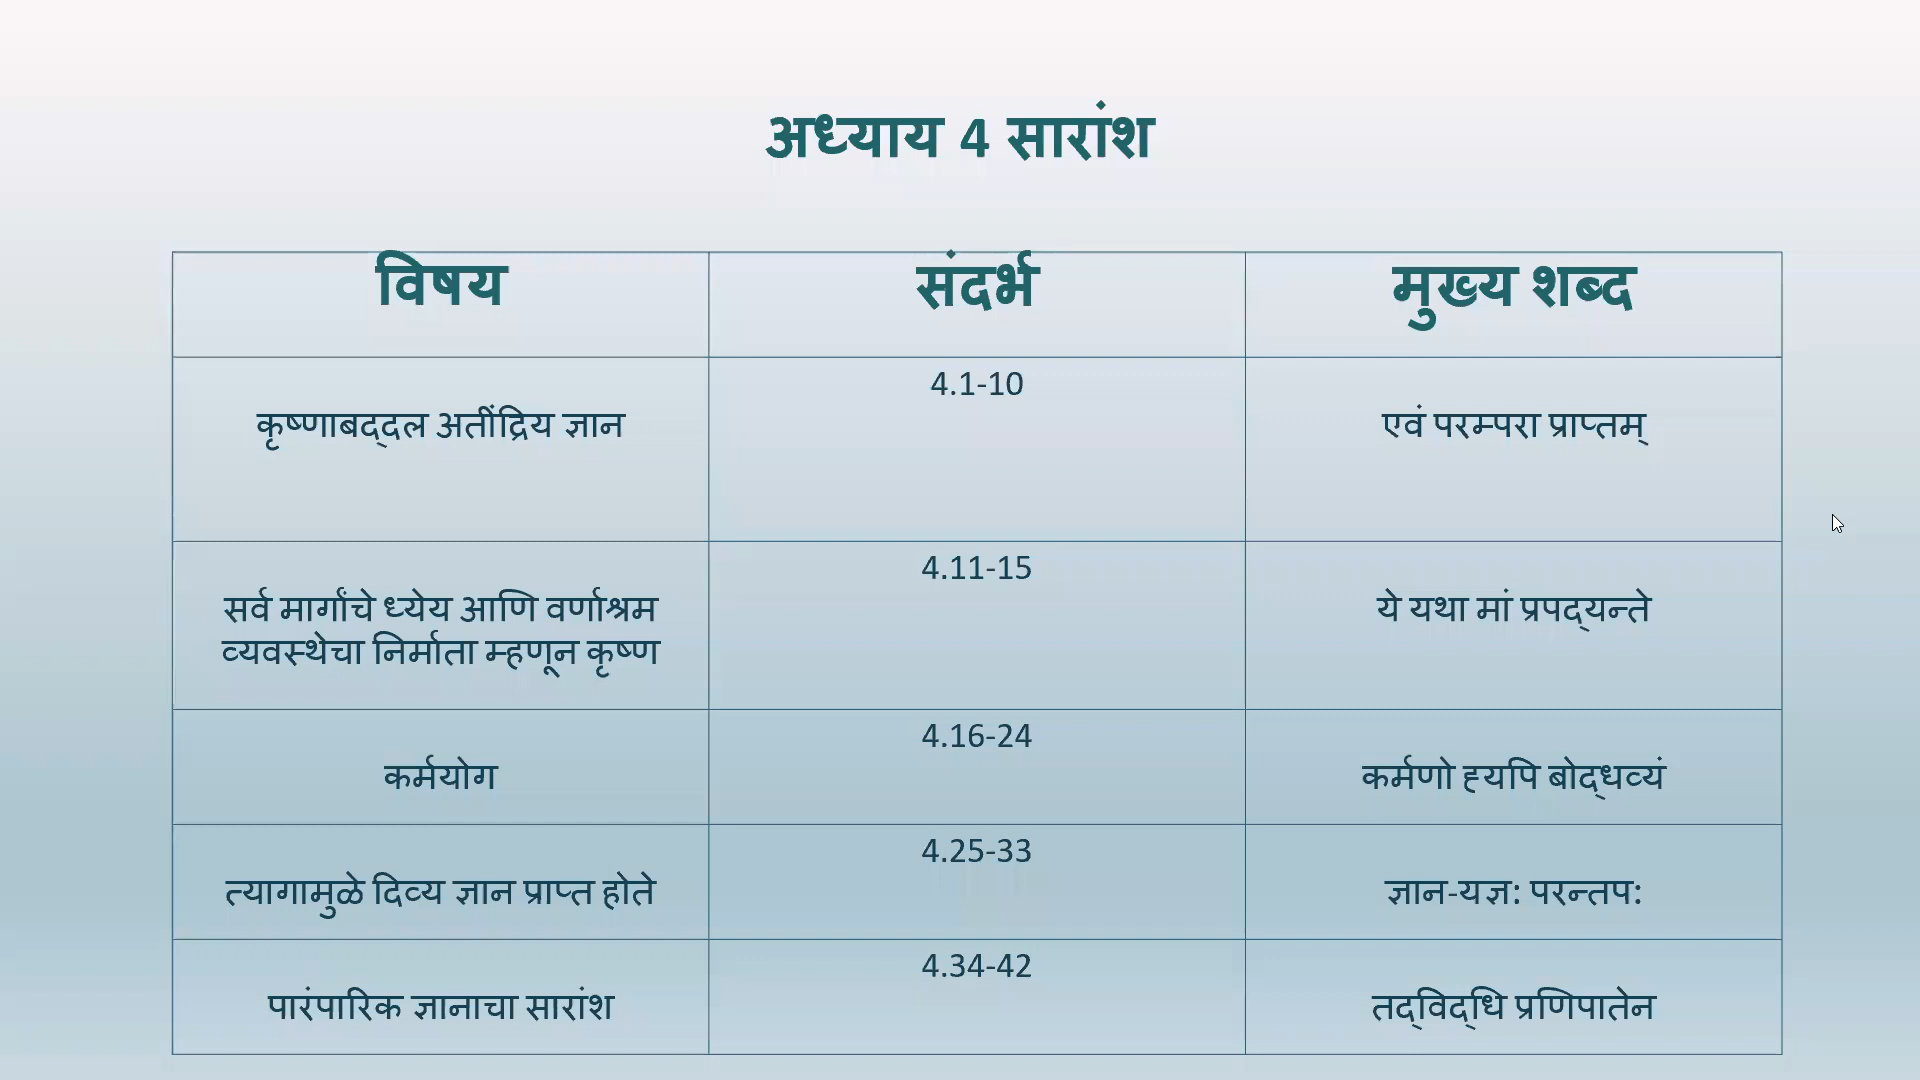 अध्याय 4 सारांश
विषय संदर्भ मुख्य शब्द
4.1-10
कृष्णाबद्दल अतींद्रिय ज्ञान एवं परम्परा प्राप्तम्
4.11-15
सर्व मार्गांचे ध्येय आणि वर्णाश्रम ये यथा मां प्रपद्यन्ते
व्यवस्थेचा निर्माता म्हणून कृष्ण
4.16-24
कर्मयोग कर्मणो ह्यपि बोद्धव्यं
4.25-33
त्यागामुळे दिव्य ज्ञान प्राप्त होते ज्ञान-यज्ञ: परन्तप:
4.34-42
पारंपारिक ज्ञानाचा सारांश तद्विद्धि प्रणिपातेन